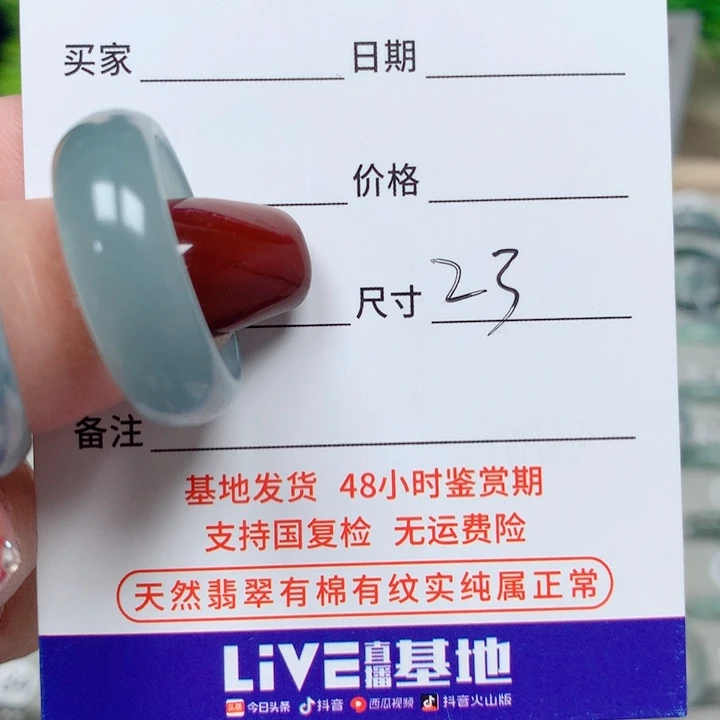 买家 日期
价格
尺寸 23
备注
基地发货 48小时鉴赏期
支持国复检 无运费险
天然翡翠有棉有纹实纯属正常
LiVE直播基地
头条 今日头条 抖音 西瓜视频 抖音火山版